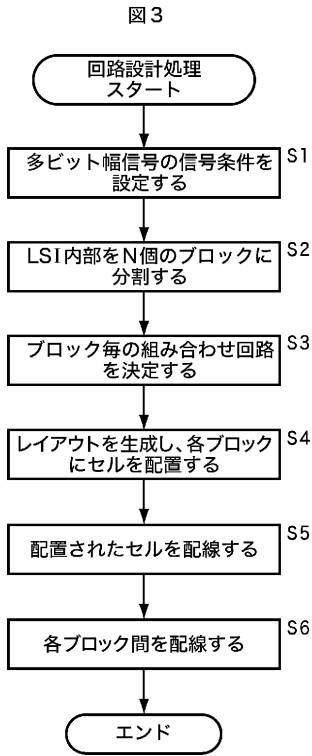 図3
回路設計処理
スタート
多ビット幅信号の信号条件を
設定する
S1
LSI内部をN個のブロックに
分割する
S2
ブロック毎の組み合わせ回路
を決定する
S3
レイアウトを生成し、各ブロック
にセルを配置する
S4
配置されたセルを配線する
S5
各ブロック間を配線する
S6
エンド